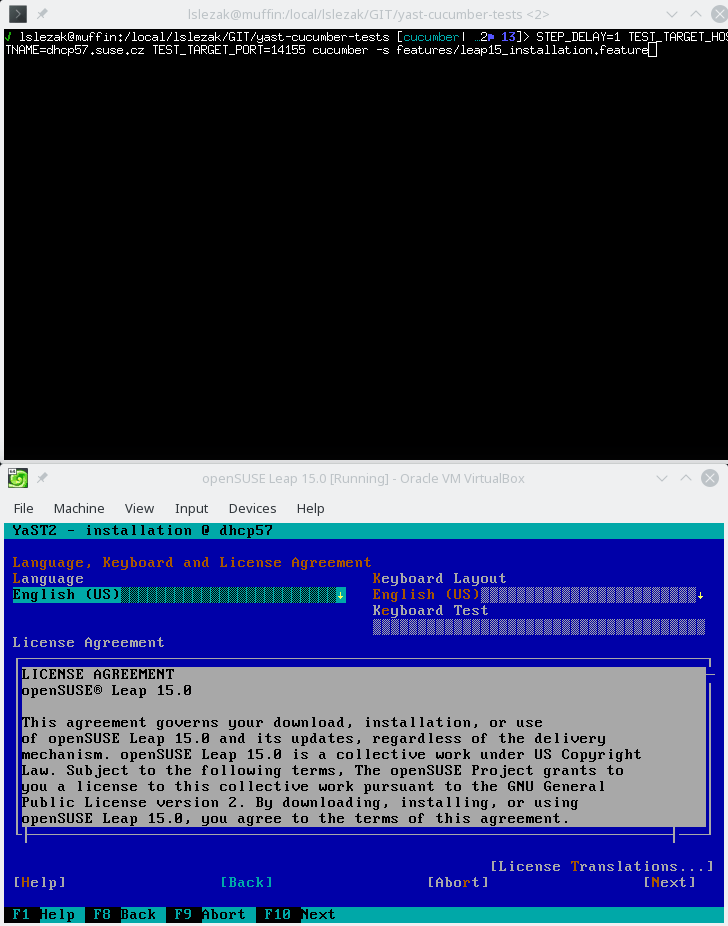 lslezak@muffin:/local/lslezak/GIT/yast-cucumber-tests <2>
√ lslezak@muffin:/local/lslezak/GIT/yast-cucumber-tests [cucumber| …2⚑ 13]> STEP_DELAY=1 TEST_TARGET_HOS
TNAME=dhcp57.suse.cz TEST_TARGET_PORT=14155 cucumber -s features/leap15_installation.feature
openSUSE Leap 15.0 [Running] - Oracle VM VirtualBox
File Machine View Input Devices Help
YaST2 - installation @ dhcp57
Language, Keyboard and License Agreement
Language Keyboard Layout
English (US) ↓ English (US) ↓
Keyboard Test
License Agreement
LICENSE AGREEMENT
openSUSE® Leap 15.0
This agreement governs your download, installation, or use
of openSUSE Leap 15.0 and its updates, regardless of the delivery
mechanism. openSUSE Leap 15.0 is a collective work under US Copyright
Law. Subject to the following terms, The openSUSE Project grants to
you a license to this collective work pursuant to the GNU General
Public License version 2. By downloading, installing, or using
openSUSE Leap 15.0, you agree to the terms of this agreement.
[License Translations...]
[Help] [Back] [Abort] [Next]
F1 Help F8 Back F9 Abort F10 Next